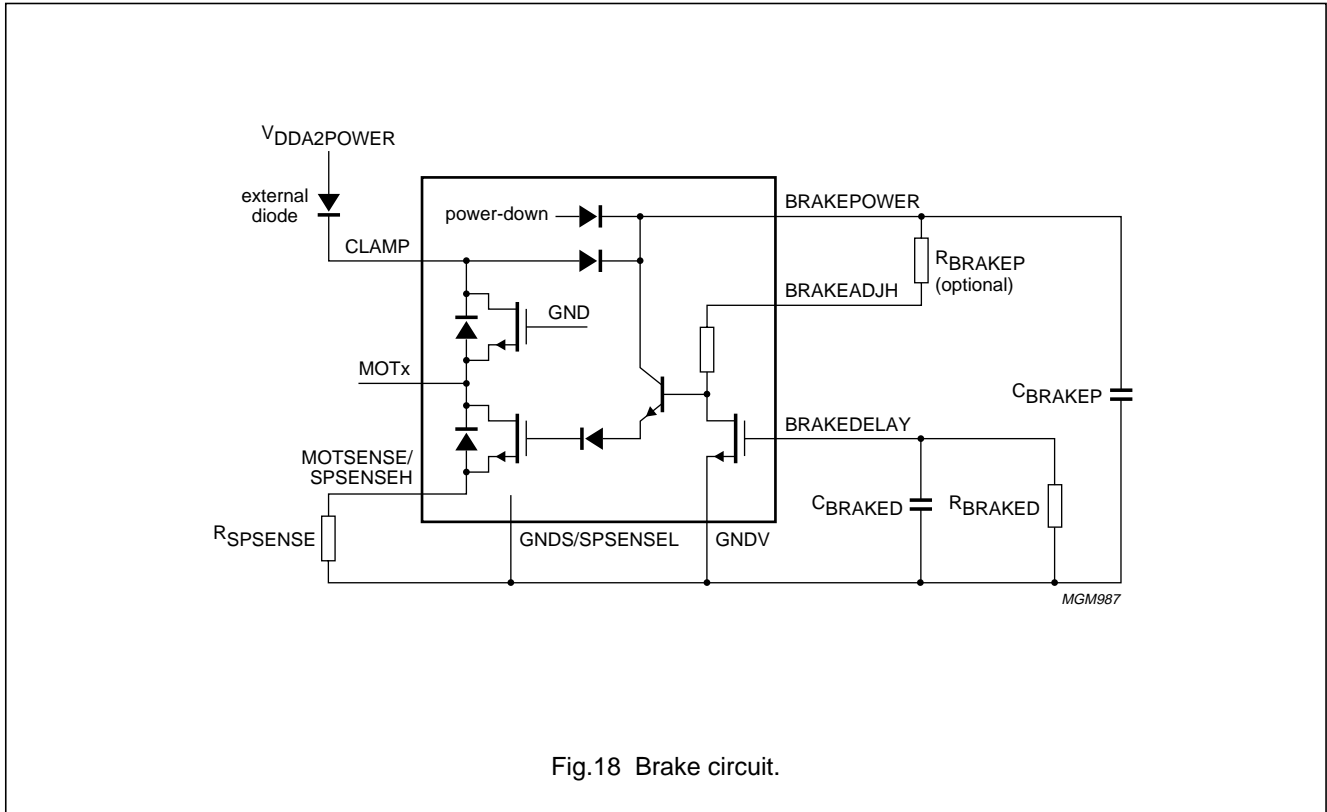 VDDA2POWER
external
diode
power-down
BRAKEPOWER
CLAMP
RBRAKEP
(optional)
BRAKEADJH
GND
MOTx
CBRAKEP
BRAKEDELAY
MOTSENSE/
SPSENSEH
CBRAKED
RBRAKED
RSPSENSE
GNDS/SPSENSEL
GNDV
MGM987
Fig.18 Brake circuit.